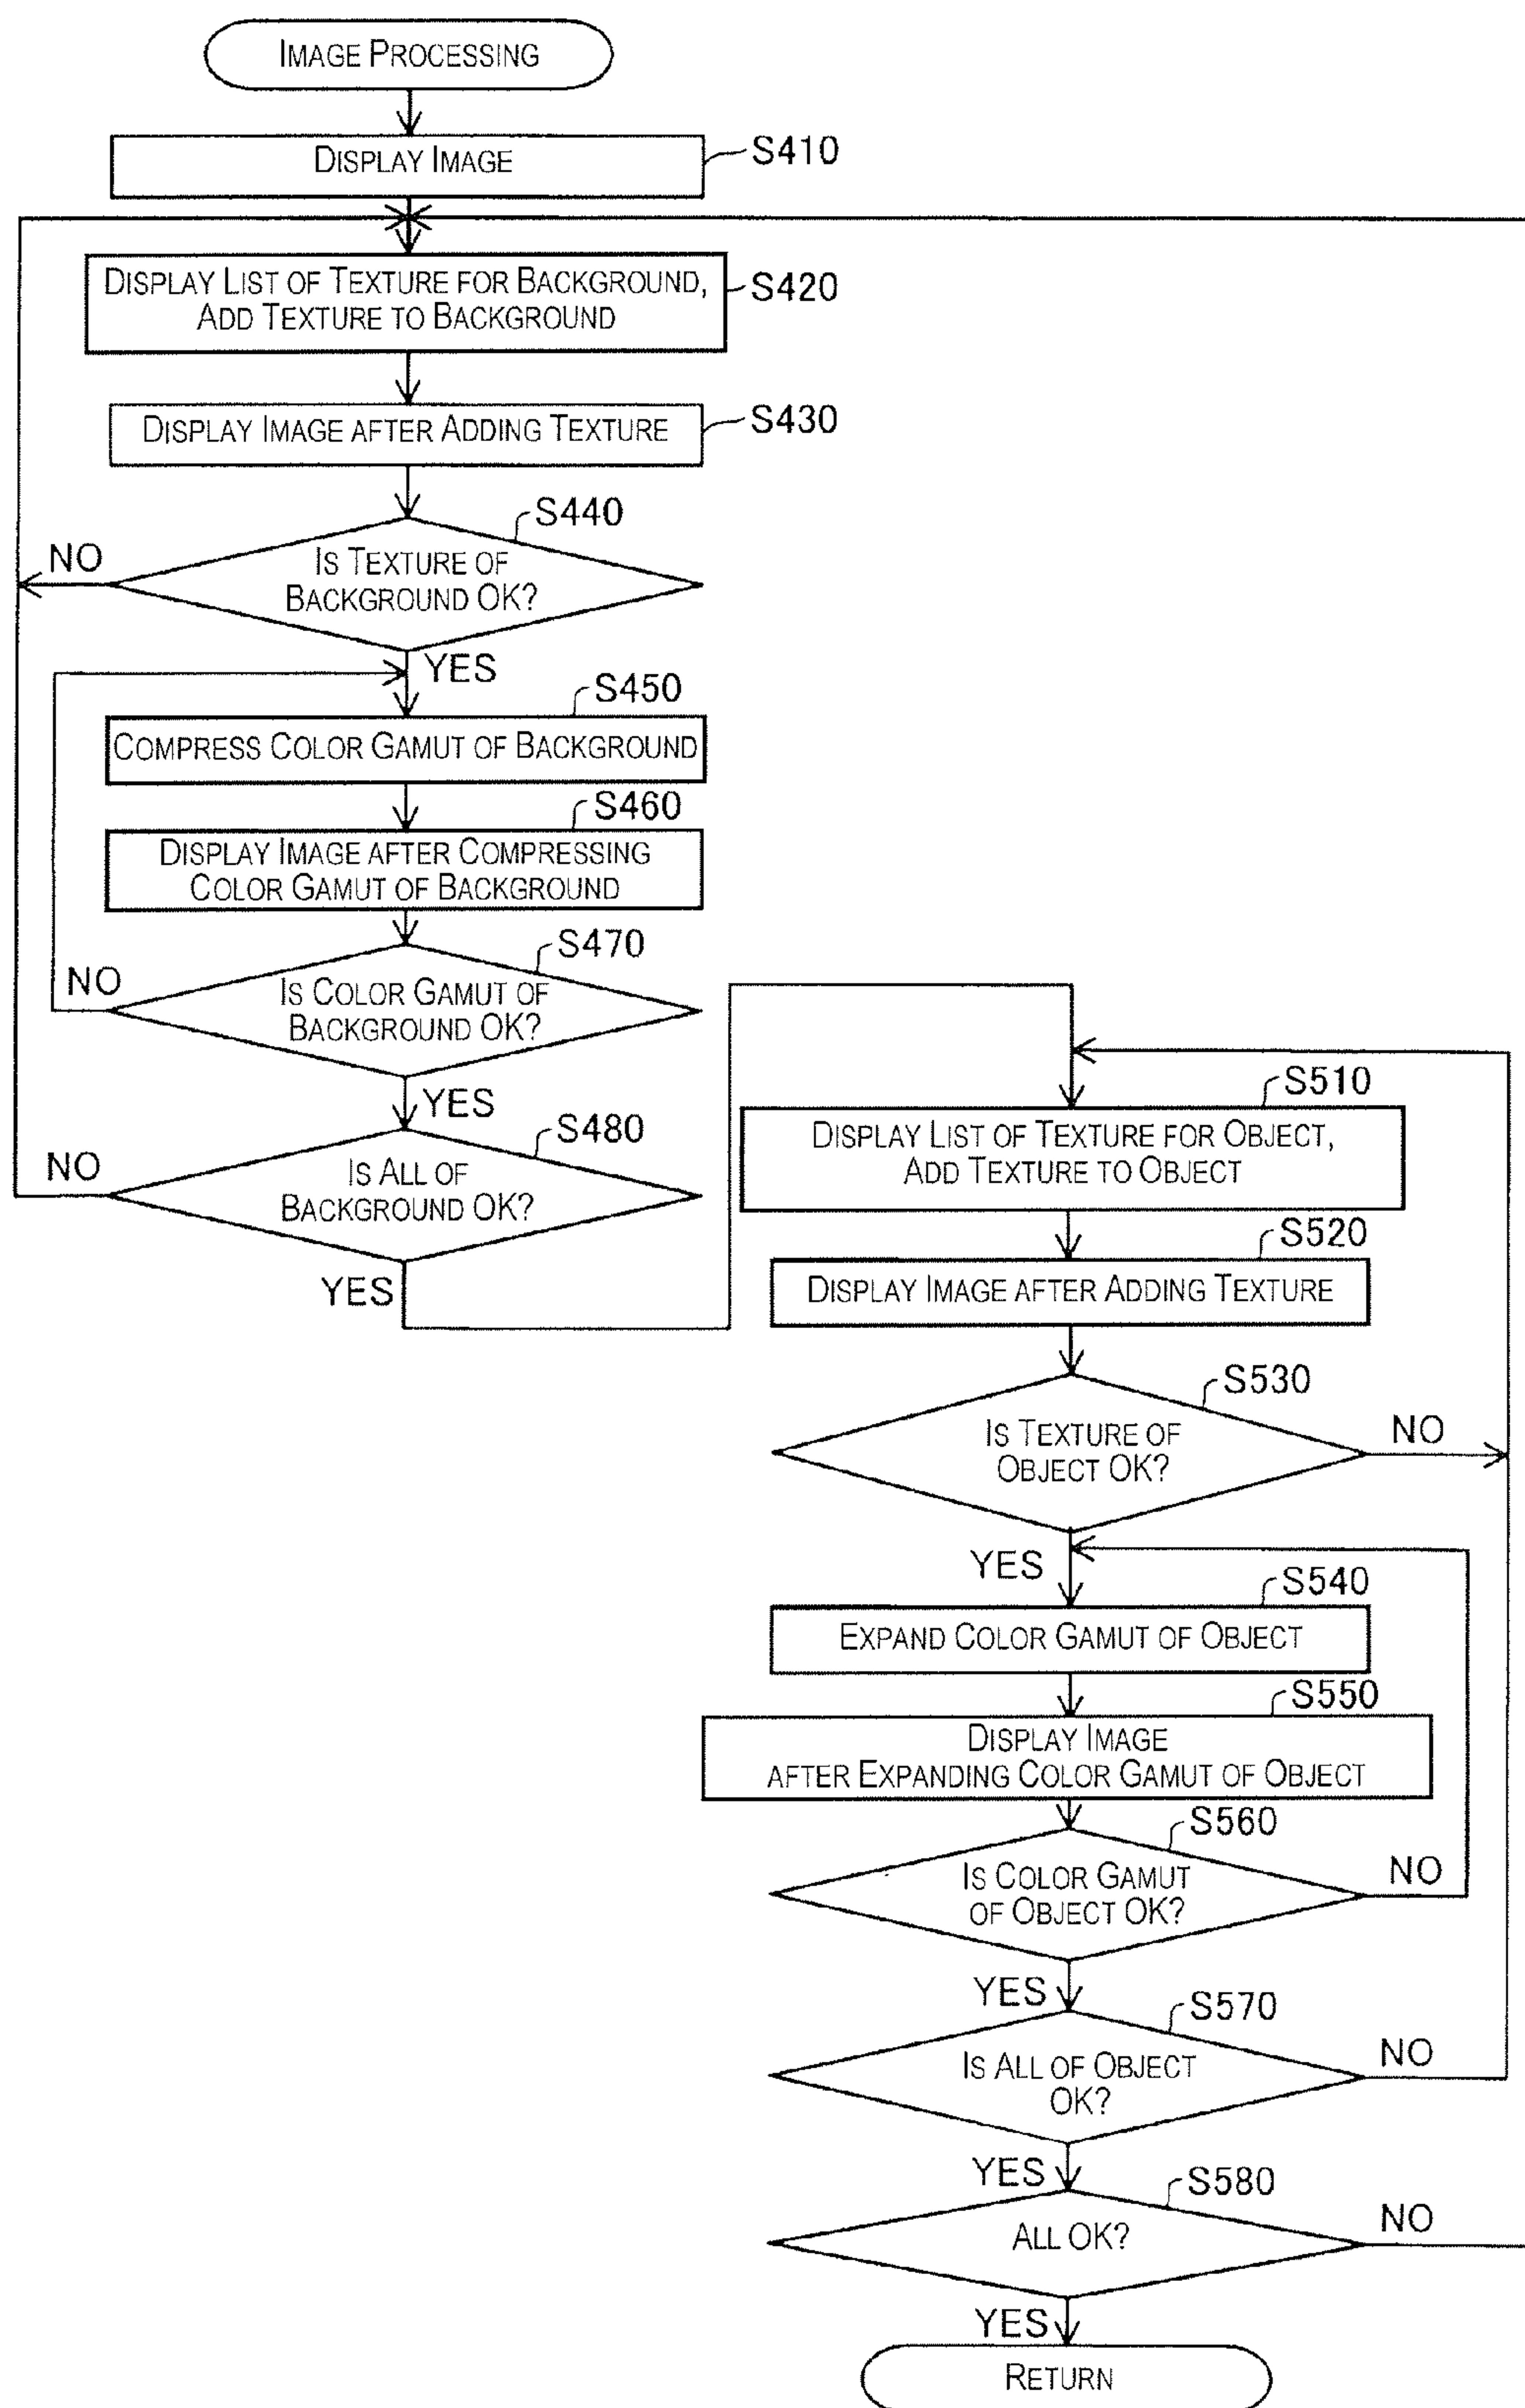 IMAGE PROCESSING
DISPLAY IMAGE
S410
DISPLAY LIST OF TEXTURE FOR BACKGROUND,
ADD TEXTURE TO BACKGROUND
S420
DISPLAY IMAGE AFTER ADDING TEXTURE
S430
S440
IS TEXTURE OF
BACKGROUND OK?
NO
YES
S450
COMPRESS COLOR GAMUT OF BACKGROUND
S460
DISPLAY IMAGE AFTER COMPRESSING
COLOR GAMUT OF BACKGROUND
S470
IS COLOR GAMUT OF
BACKGROUND OK?
NO
YES
S480
IS ALL OF
BACKGROUND OK?
NO
YES
S510
DISPLAY LIST OF TEXTURE FOR OBJECT,
ADD TEXTURE TO OBJECT
S520
DISPLAY IMAGE AFTER ADDING TEXTURE
S530
IS TEXTURE OF
OBJECT OK?
NO
YES
S540
EXPAND COLOR GAMUT OF OBJECT
S550
DISPLAY IMAGE
AFTER EXPANDING COLOR GAMUT OF OBJECT
S560
IS COLOR GAMUT
OF OBJECT OK?
NO
YES
S570
IS ALL OF OBJECT
OK?
NO
YES
S580
ALL OK?
NO
YES
RETURN